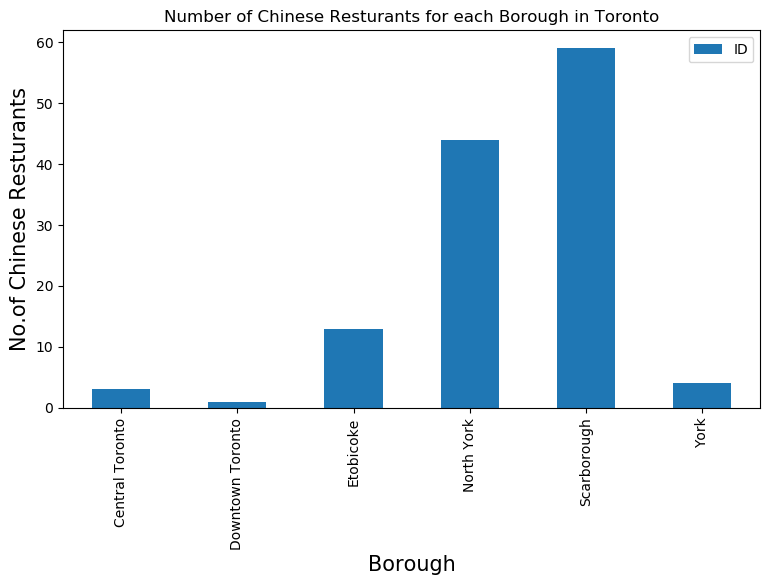 Number of Chinese Resturants for each Borough in Toronto
ID
No.of Chinese Resturants
60
50
40
30
20
10
0
Central Toronto
Downtown Toronto
Etobicoke
North York
Scarborough
York
Borough